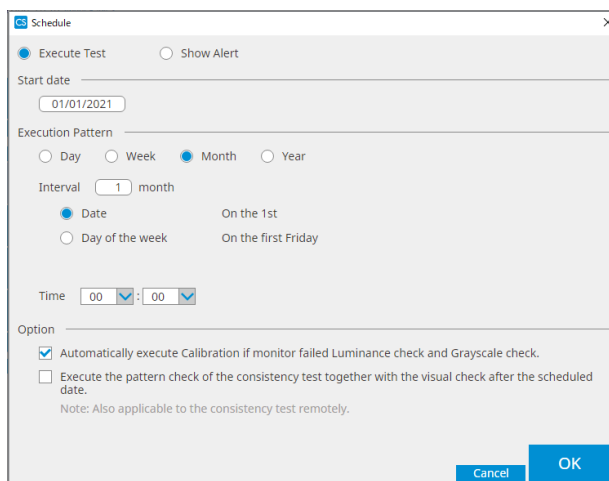 CS Schedule
Execute Test Show Alert
Start date
01/01/2021
Execution Pattern
Day Week Month Year
Interval 1 month
Date On the 1st
Day of the week On the first Friday
Time 00 : 00
Option
Automatically execute Calibration if monitor failed Luminance check and Grayscale check.
Execute the pattern check of the consistency test together with the visual check after the scheduled
date.
Note: Also applicable to the consistency test remotely.
Cancel OK